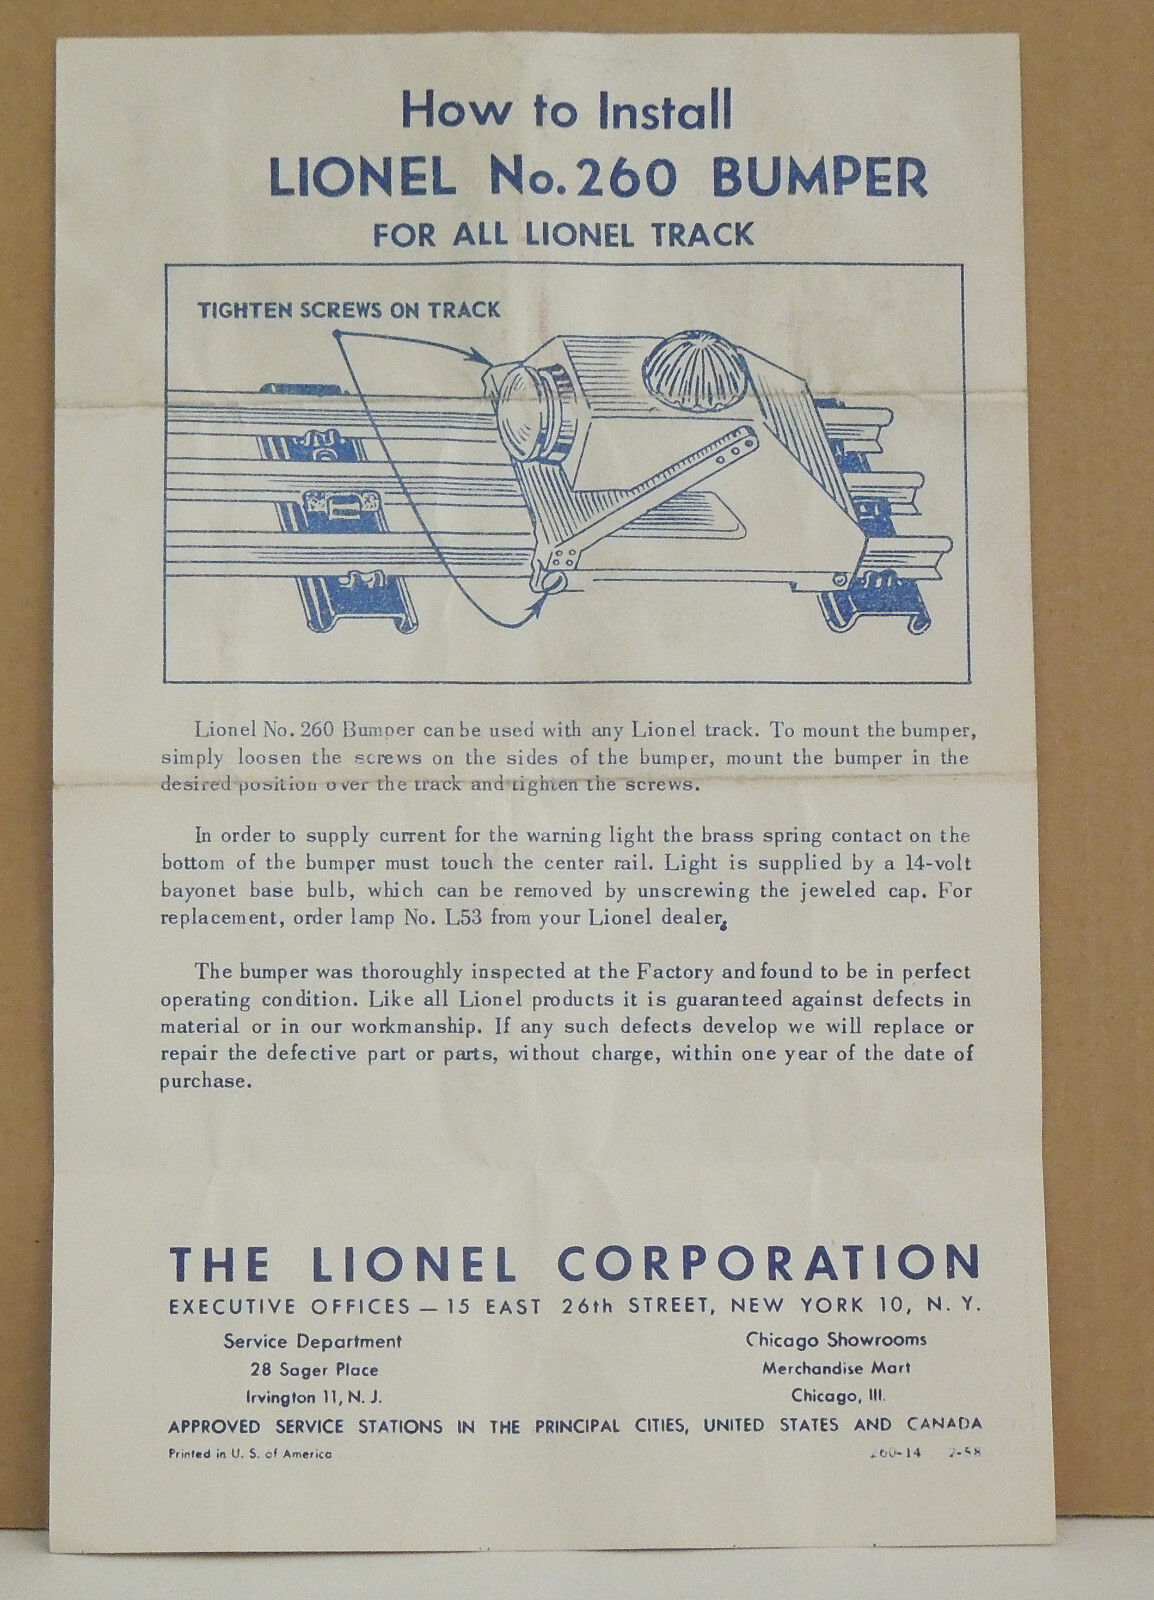 How to Install
LIONEL No. 260 BUMPER
FOR ALL LIONEL TRACK
TIGHTEN SCREWS ON TRACK
Lionel No. 260 Bumper can be used with any Lionel track. To mount the bumper,
simply loosen the screws on the sides of the bumper, mount the bumper in the
desired position over the track and tighten the screws.
In order to supply current for the warning light the brass spring contact on the
bottom of the bumper must touch the center rail. Light is supplied by a 14-volt
bayonet base bulb, which can be removed by unscrewing the jeweled cap. For
replacement, order lamp No. L53 from your Lionel dealer.
The bumper was thoroughly inspected at the Factory and found to be in perfect
operating condition. Like all Lionel products it is guaranteed against defects in
material or in our workmanship. If any such defects develop we will replace or
repair the defective part or parts, without charge, within one year of the date of
purchase.
THE LIONEL CORPORATION
EXECUTIVE OFFICES — 15 EAST 26th STREET, NEW YORK 10, N. Y.
Service Department
28 Sager Place
Irvington 11, N. J.
Chicago Showrooms
Merchandise Mart
Chicago, Ill.
APPROVED SERVICE STATIONS IN THE PRINCIPAL CITIES, UNITED STATES AND CANADA
Printed in U. S. of America
260-14 2-58